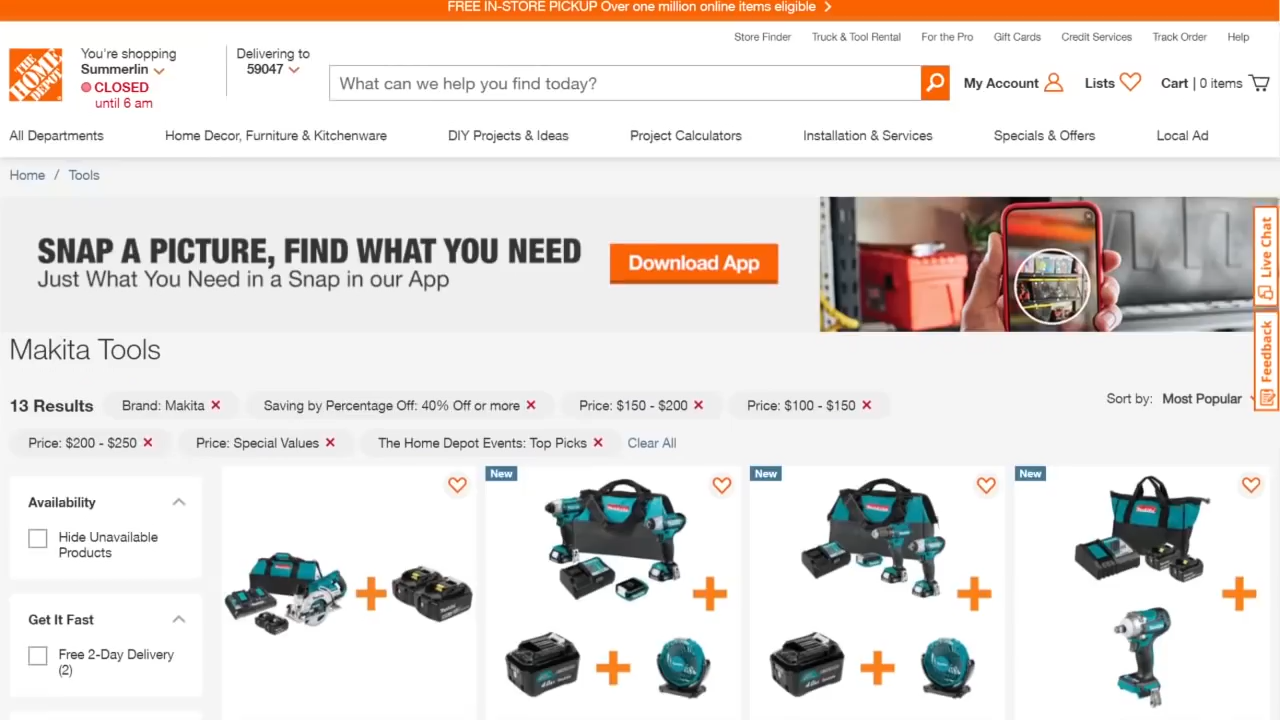 FREE IN-STORE PICKUP Over one million online items eligible
Store Finder Truck & Tool Rental For the Pro Gift Cards Credit Services Track Order Help
THE HOME DEPOT
You're shopping
Summerlin
CLOSED
until 6 am
Delivering to
59047
What can we help you find today?
My Account
Lists
Cart | 0 items
All Departments Home Decor, Furniture & Kitchenware DIY Projects & Ideas Project Calculators Installation & Services Specials & Offers Local Ad
Home / Tools
SNAP A PICTURE, FIND WHAT YOU NEED
Just What You Need in a Snap in our App
Download App
Live Chat
Feedback
Makita Tools
13 Results Brand: Makita Saving by Percentage Off: 40% Off or more Price: $150 - $200 Price: $100 - $150
Sort by: Most Popular
Price: $200 - $250 Price: Special Values The Home Depot Events: Top Picks Clear All
Availability
Hide Unavailable
Products
Get It Fast
Free 2-Day Delivery
(2)
New
New
New